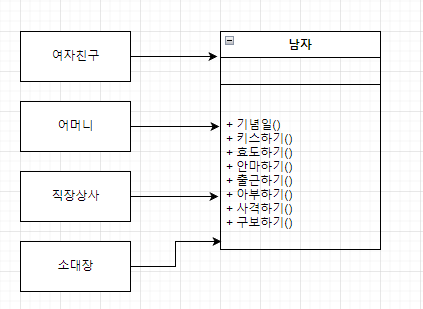 여자친구
어머니
직장상사
소대장
남자
+ 기념일()
+ 키스하기()
+ 효도하기()
+ 안마하기()
+ 출근하기()
+ 아부하기()
+ 사격하기()
+ 구보하기()